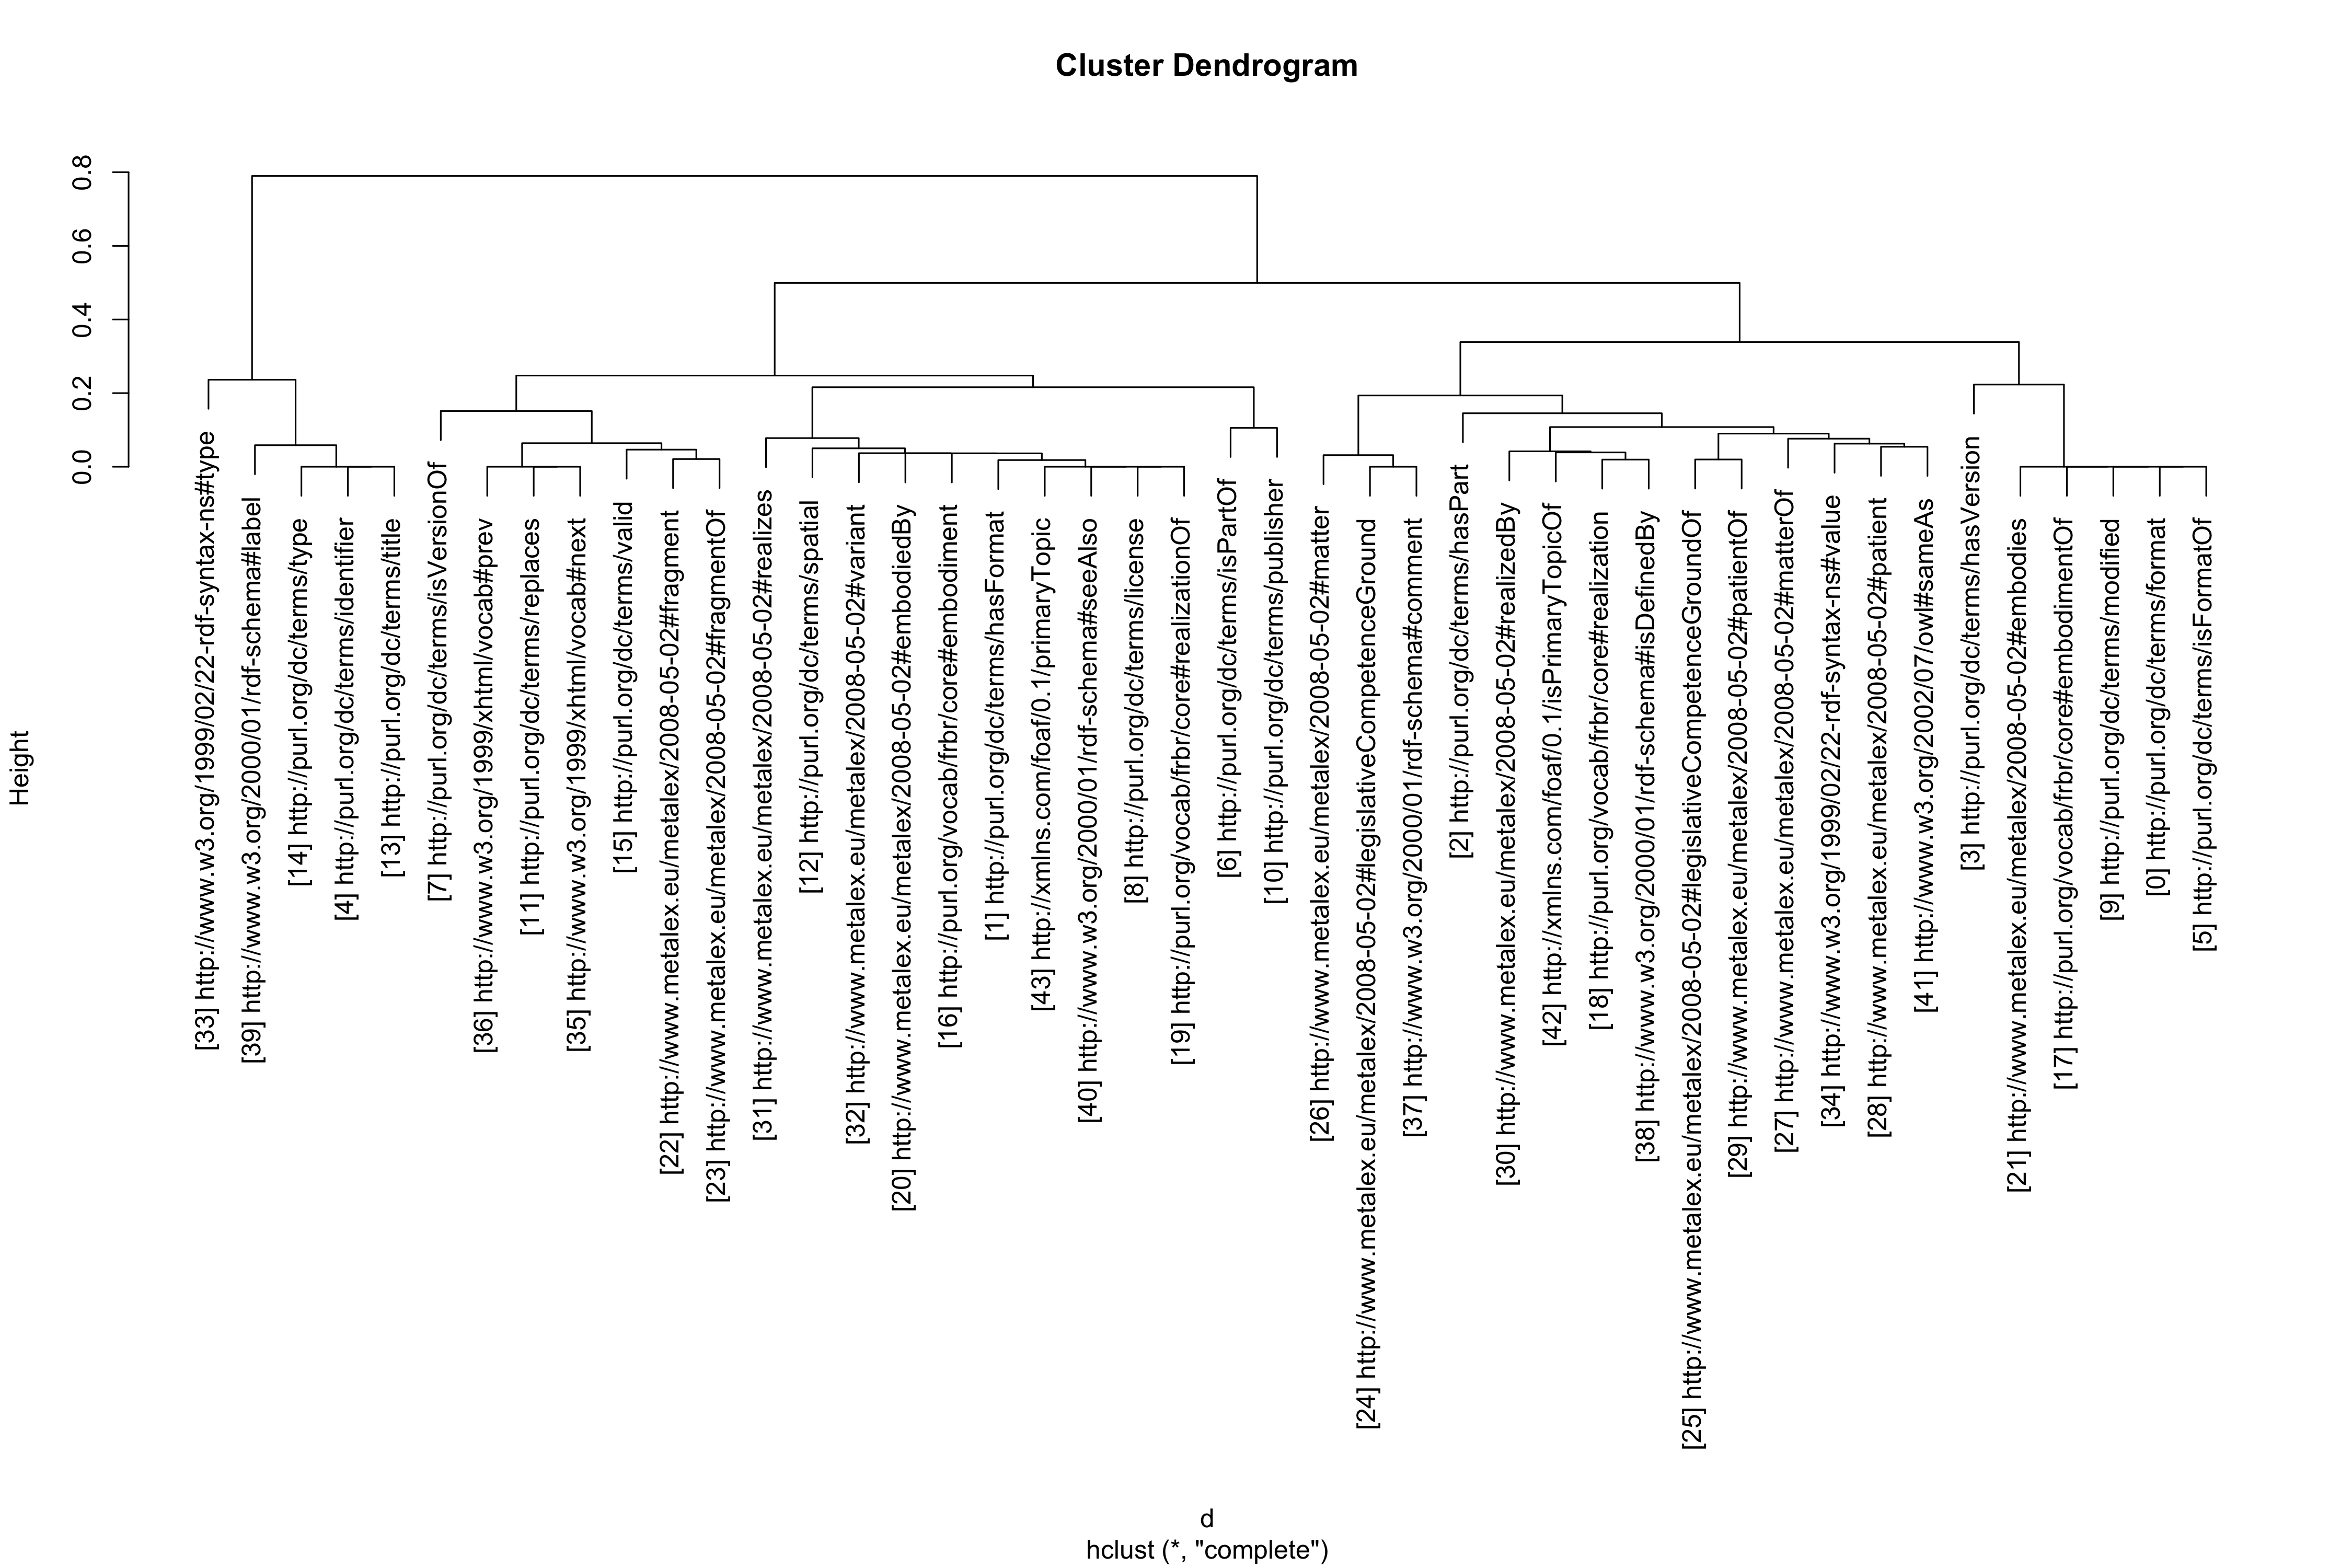 Cluster Dendrogram
0.8
0.6
0.4
0.2
0.0
Height
[33] http://www.w3.org/1999/02/22-rdf-syntax-ns#type
[39] http://www.w3.org/2000/01/rdf-schema#label
[14] http://purl.org/dc/terms/type
[4] http://purl.org/dc/terms/identifier
[13] http://purl.org/dc/terms/title
[7] http://purl.org/dc/terms/isVersionOf
[36] http://www.w3.org/1999/xhtml/vocab#prev
[11] http://purl.org/dc/terms/replaces
[35] http://www.w3.org/1999/xhtml/vocab#next
[15] http://purl.org/dc/terms/valid
[22] http://www.metalex.eu/metalex/2008-05-02#fragment
[23] http://www.metalex.eu/metalex/2008-05-02#fragmentOf
[31] http://www.metalex.eu/metalex/2008-05-02#realizes
[12] http://purl.org/dc/terms/spatial
[32] http://www.metalex.eu/metalex/2008-05-02#variant
[20] http://www.metalex.eu/metalex/2008-05-02#embodiedBy
[16] http://purl.org/vocab/frbr/core#embodiment
[1] http://purl.org/dc/terms/hasFormat
[43] http://xmlns.com/foaf/0.1/primaryTopic
[40] http://www.w3.org/2000/01/rdf-schema#seeAlso
[8] http://purl.org/dc/terms/license
[19] http://purl.org/vocab/frbr/core#realizationOf
[6] http://purl.org/dc/terms/isPartOf
[10] http://purl.org/dc/terms/publisher
[26] http://www.metalex.eu/metalex/2008-05-02#matter
[24] http://www.metalex.eu/metalex/2008-05-02#legislativeCompetenceGround
[37] http://www.w3.org/2000/01/rdf-schema#comment
[2] http://purl.org/dc/terms/hasPart
[30] http://www.metalex.eu/metalex/2008-05-02#realizedBy
[42] http://xmlns.com/foaf/0.1/isPrimaryTopicOf
[18] http://purl.org/vocab/frbr/core#realization
[38] http://www.w3.org/2000/01/rdf-schema#isDefinedBy
[25] http://www.metalex.eu/metalex/2008-05-02#legislativeCompetenceGroundOf
[29] http://www.metalex.eu/metalex/2008-05-02#patientOf
[27] http://www.metalex.eu/metalex/2008-05-02#matterOf
[34] http://www.w3.org/1999/02/22-rdf-syntax-ns#value
[28] http://www.metalex.eu/metalex/2008-05-02#patient
[41] http://www.w3.org/2002/07/owl#sameAs
[3] http://purl.org/dc/terms/hasVersion
[21] http://www.metalex.eu/metalex/2008-05-02#embodies
[17] http://purl.org/vocab/frbr/core#embodimentOf
[9] http://purl.org/dc/terms/modified
[0] http://purl.org/dc/terms/format
[5] http://purl.org/dc/terms/isFormatOf
d
hclust (*, "complete")